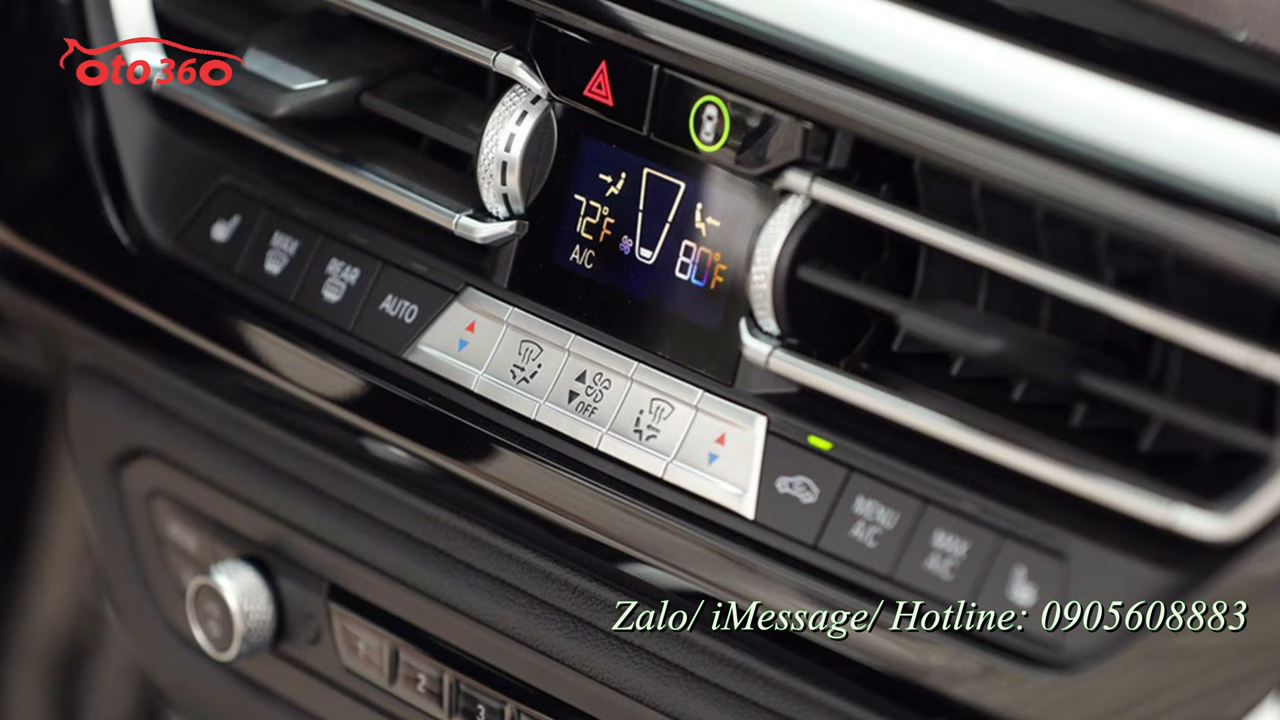 oto360
72°F
80°F
A/C
MAX
REAR
AUTO
OFF
MENU
A/C
MAX
A/C
Zalo/ iMessage/ Hotline: 0905608883
1
2
3